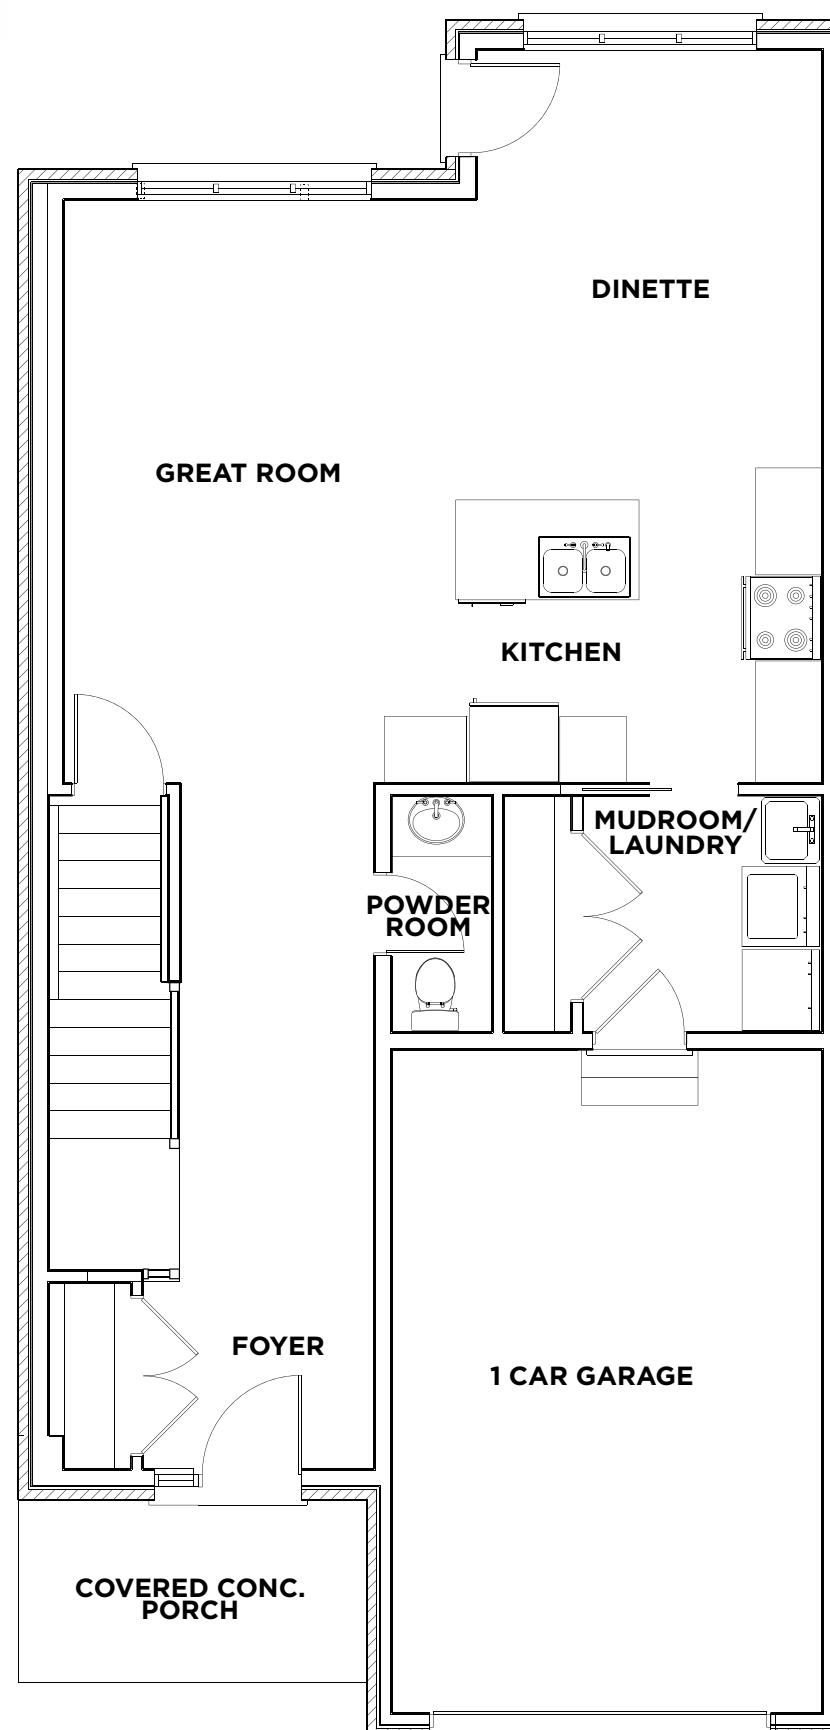 DINETTE
GREAT ROOM
KITCHEN
MUDROOM/
LAUNDRY
POWDER
ROOM
FOYER
1 CAR GARAGE
COVERED CONC.
PORCH